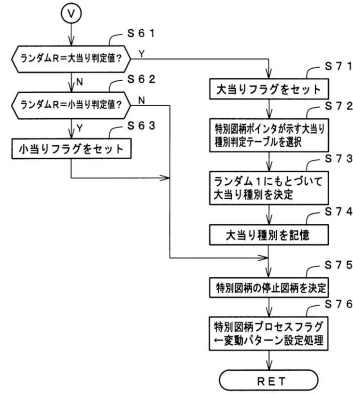 V
S61
ランダムR=大当り判定値?
Y
S62
ランダムR=小当り判定値?
N
Y
S63
小当りフラグをセット
S71
大当りフラグをセット
S72
特別図柄ポインタが示す大当り
種別判定テーブルを選択
S73
ランダム1にもとづいて
大当り種別を決定
S74
大当り種別を記憶
S75
特別図柄の停止図柄を決定
S76
特別図柄プロセスフラグ
←変動パターン設定処理
RET